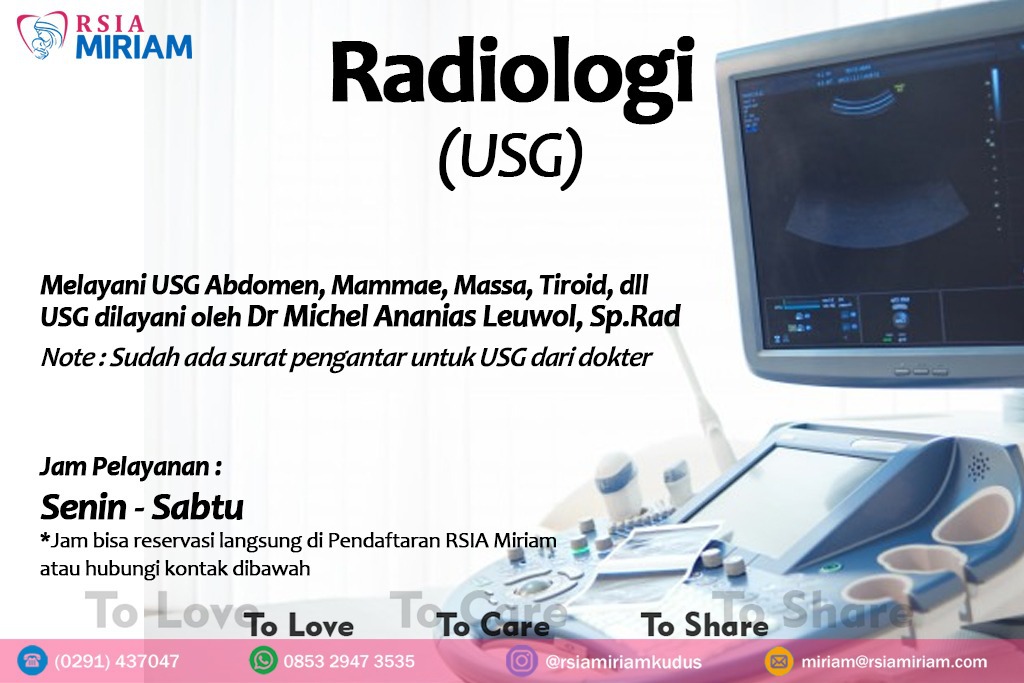 RSIA
MIRIAM
Radiologi
(USG)
Melayani USG Abdomen, Mammae, Massa, Tiroid, dll
USG dilayani oleh Dr Michel Ananias Leuwol, Sp.Rad
Note : Sudah ada surat pengantar untuk USG dari dokter
Jam Pelayanan :
Senin - Sabtu
*Jam bisa reservasi langsung di Pendaftaran RSIA Miriam
atau hubungi kontak dibawah
To Love To Care To Share
To Love To Care To Share
(0291) 437047 0853 2947 3535 @rsiamiriamkudus miriam@rsiamiriam.com